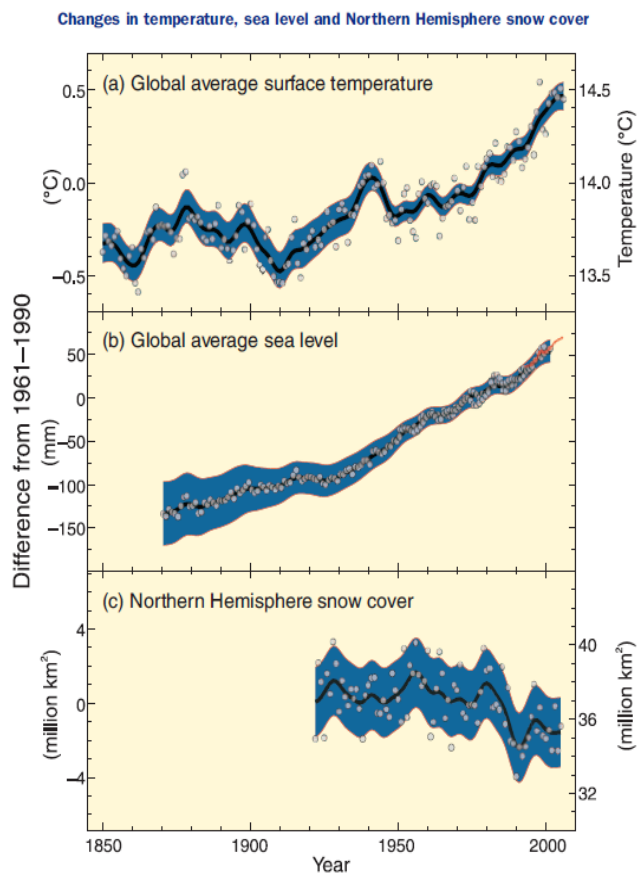 Changes in temperature, sea level and Northern Hemisphere snow cover
(a) Global average surface temperature
0.5
0.0
−0.5
(°C)
14.5
14.0
13.5
Temperature (°C)
(b) Global average sea level
50
0
−50
−100
−150
(mm)
Difference from 1961–1990
(c) Northern Hemisphere snow cover
4
0
−4
(million km²)
40
36
32
(million km²)
1850 1900 1950 2000
Year